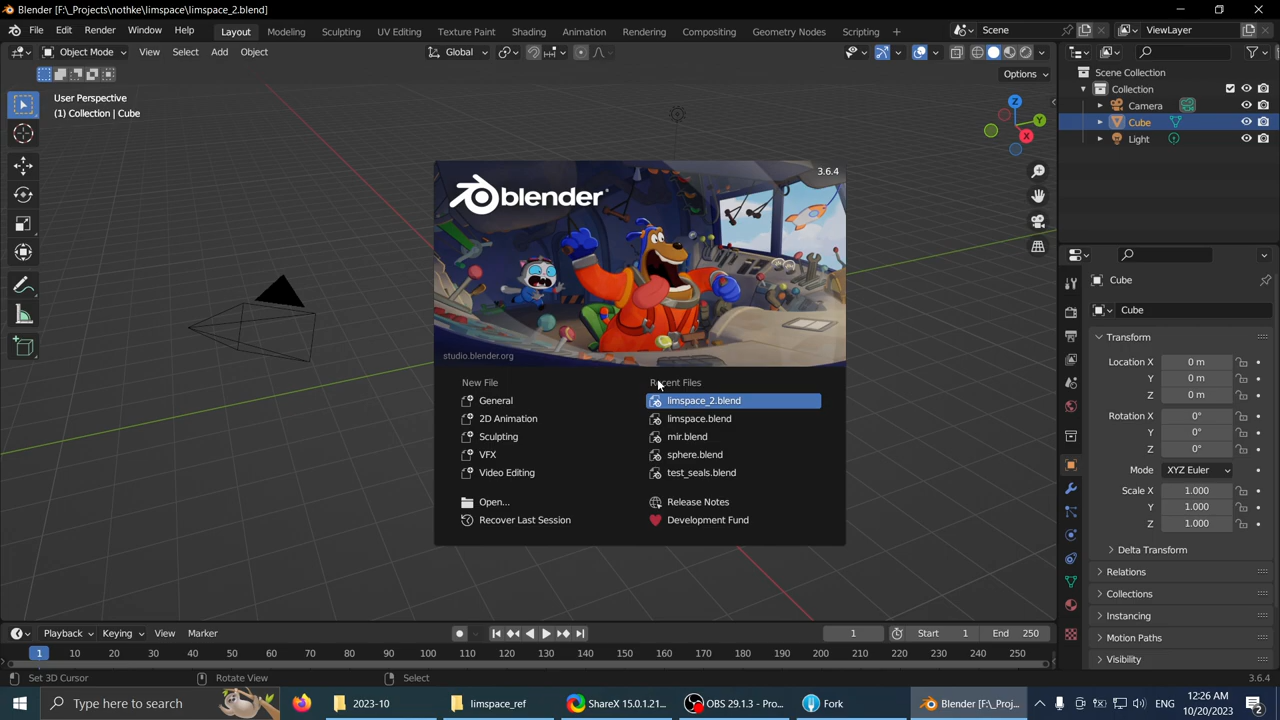 Blender [F:\_Projects\nothke\limspace\limspace_2.blend]
File Edit Render Window Help Layout Modeling Sculpting UV Editing Texture Paint Shading Animation Rendering Compositing Geometry Nodes Scripting + Scene ViewLayer
Object Mode View Select Add Object Global
Options
User Perspective
(1) Collection | Cube
Z
Y
X
Scene Collection
Collection
Camera
Cube
Light
blender
3.6.4
studio.blender.org
New File
General
2D Animation
Sculpting
VFX
Video Editing
Open...
Recover Last Session
Recent Files
limspace_2.blend
limspace.blend
mir.blend
sphere.blend
test_seals.blend
Release Notes
Development Fund
Cube
Cube
Transform
Location X 0 m
Y 0 m
Z 0 m
Rotation X 0°
Y 0°
Z 0°
Mode XYZ Euler
Scale X 1.000
Y 1.000
Z 1.000
Delta Transform
Relations
Collections
Instancing
Motion Paths
Visibility
Playback Keying View Marker 1 Start 1 End 250
1 10 20 30 40 50 60 70 80 90 100 110 120 130 140 150 160 170 180 190 200 210 220 230 240 250
Set 3D Cursor Rotate View Select 3.6.4
Type here to search 2023-10 limspace_ref ShareX 15.0.1.21... OBS 29.1.3 - Pro... Fork Blender [F:\_Proj... ENG 12:26 AM
10/20/2023 2